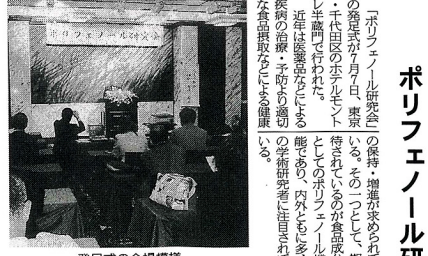 ポリフェノール研
「ポリフェノール研究会」
の発足式が7月7日、東京
・千代田区のホテルモント
レ半蔵門で行われた。
近年は医薬品などによる
疾病の治療・予防より適切
な食品摂取などによる健康
の保持・増進が求められて
いる。その一つとして、期
待されているのが食品成分
としてのポリフェノール
能であり、内外ともに多
の学術研究者に注目されて
いる。
ポリフェノール研究会
発足式の会場模様